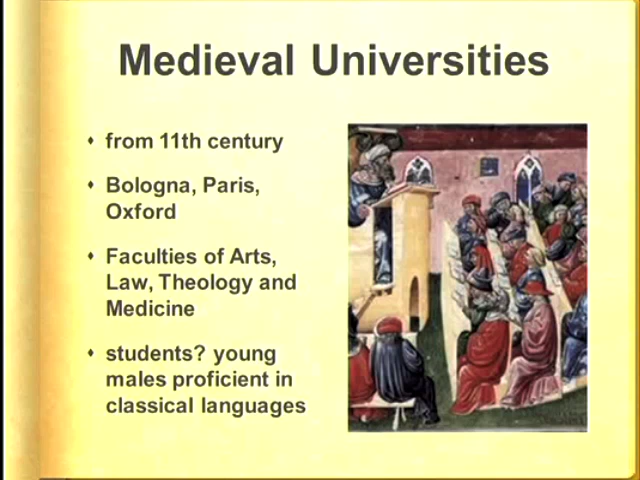 Medieval Universities
from 11th century
Bologna, Paris,
Oxford
Faculties of Arts,
Law, Theology and
Medicine
students? young
males proficient in
classical languages